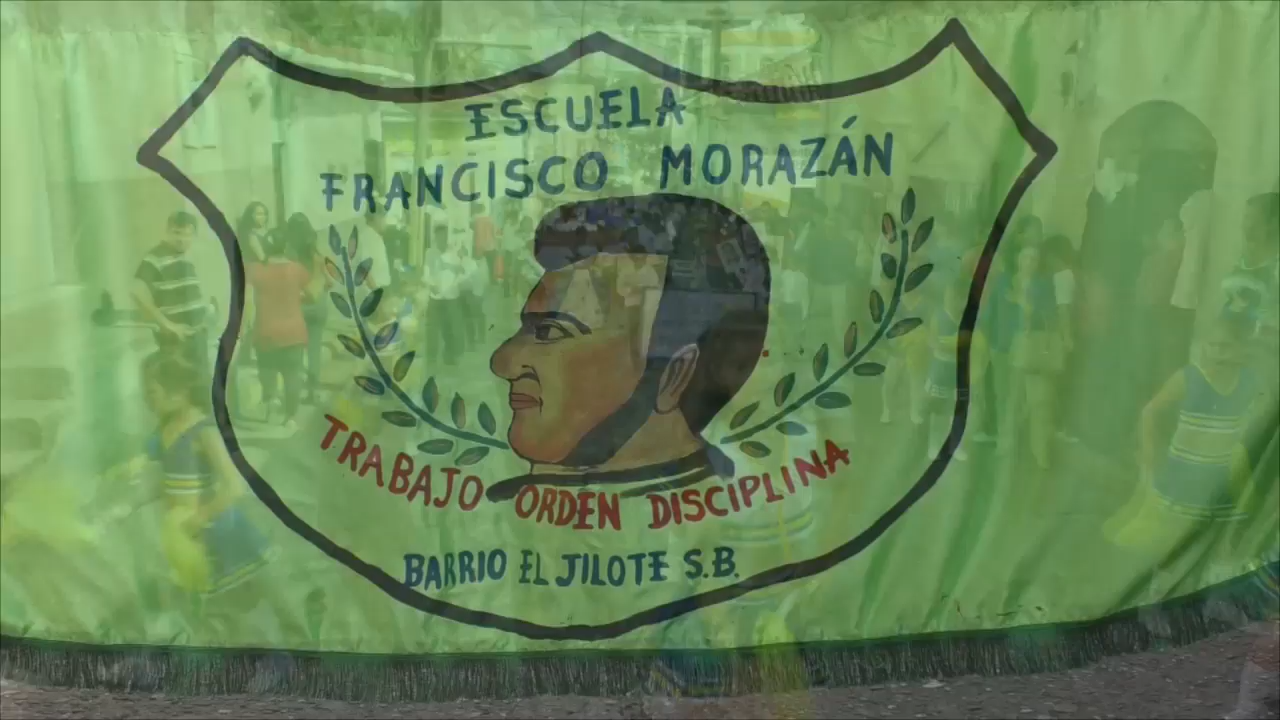 ESCUELA
FRANCISCO MORAZÁN
TRABAJO ORDEN DISCIPLINA
BARRIO EL JILOTE S.B.